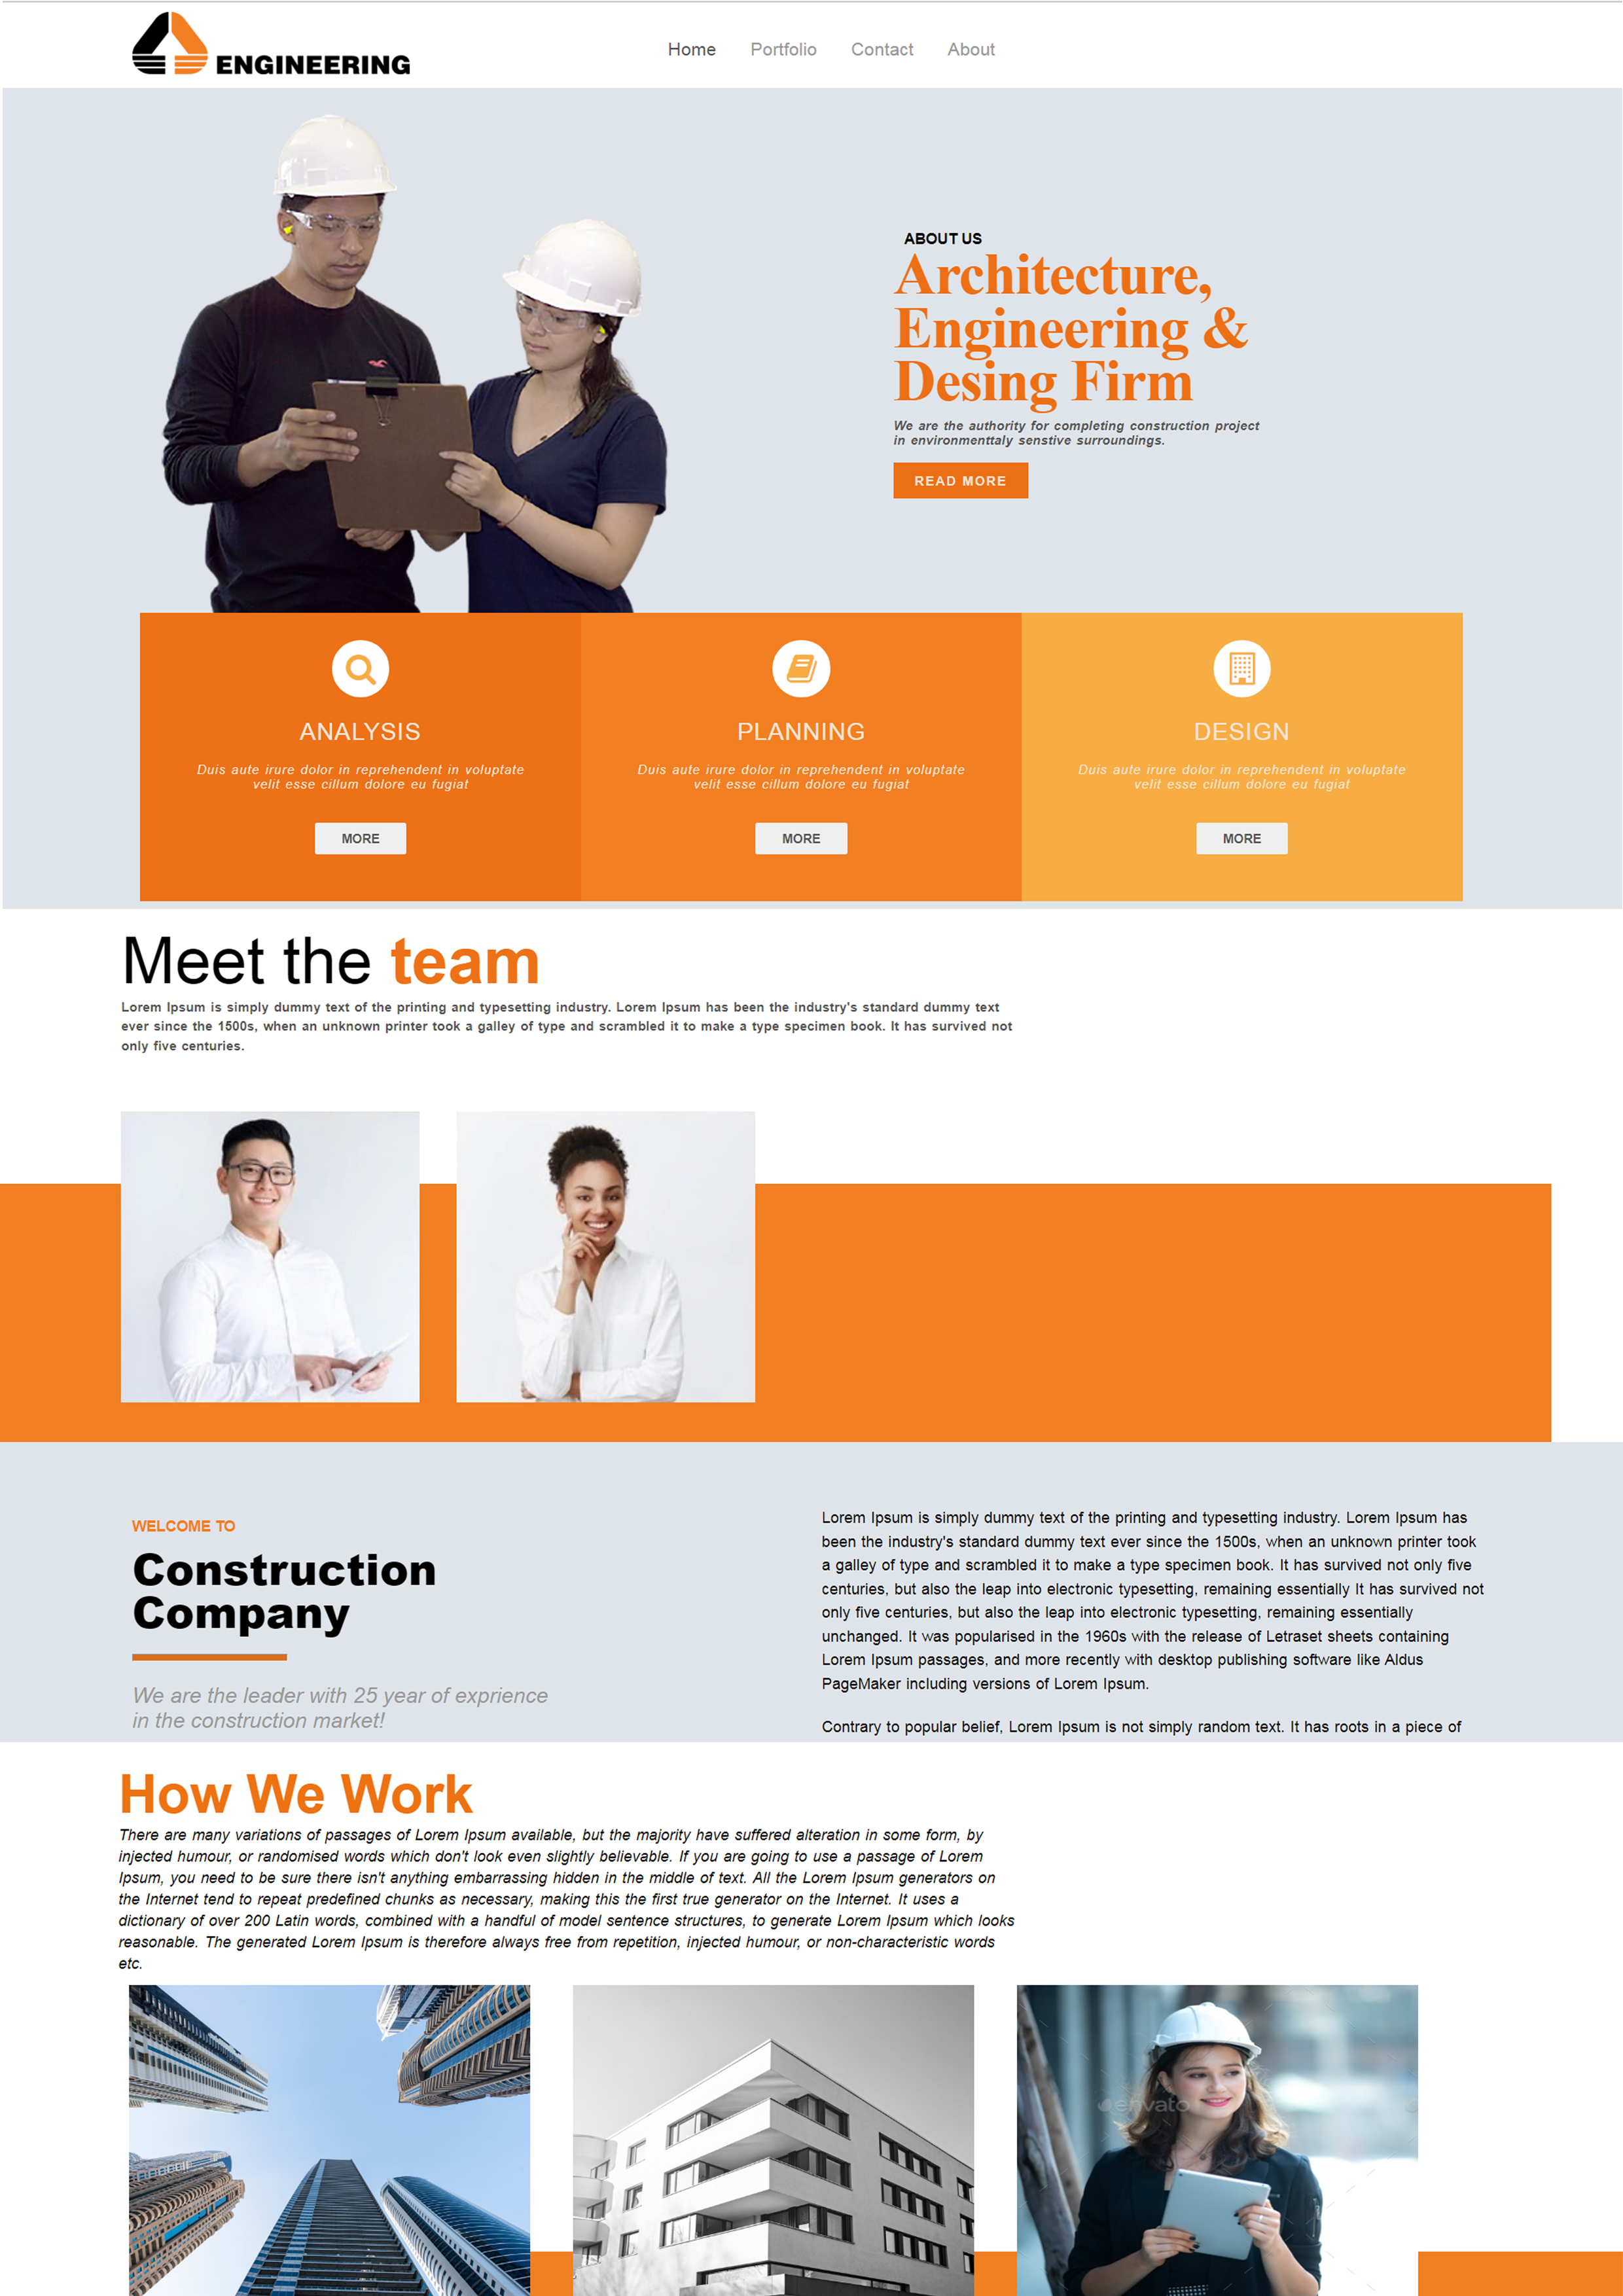 ENGINEERING
Home Portfolio Contact About
ABOUT US
Architecture,
Engineering &
Desing Firm
We are the authority for completing construction project
in environmenttaly senstive surroundings.
READ MORE
ANALYSIS
Duis aute irure dolor in reprehendent in voluptate
velit esse cillum dolore eu fugiat
MORE
PLANNING
Duis aute irure dolor in reprehendent in voluptate
velit esse cillum dolore eu fugiat
MORE
DESIGN
Duis aute irure dolor in reprehendent in voluptate
velit esse cillum dolore eu fugiat
MORE
Meet the team
Lorem Ipsum is simply dummy text of the printing and typesetting industry. Lorem Ipsum has been the industry's standard dummy text
ever since the 1500s, when an unknown printer took a galley of type and scrambled it to make a type specimen book. It has survived not
only five centuries.
WELCOME TO
Construction
Company
We are the leader with 25 year of exprience
in the construction market!
Lorem Ipsum is simply dummy text of the printing and typesetting industry. Lorem Ipsum has
been the industry's standard dummy text ever since the 1500s, when an unknown printer took
a galley of type and scrambled it to make a type specimen book. It has survived not only five
centuries, but also the leap into electronic typesetting, remaining essentially It has survived not
only five centuries, but also the leap into electronic typesetting, remaining essentially
unchanged. It was popularised in the 1960s with the release of Letraset sheets containing
Lorem Ipsum passages, and more recently with desktop publishing software like Aldus
PageMaker including versions of Lorem Ipsum.
Contrary to popular belief, Lorem Ipsum is not simply random text. It has roots in a piece of
How We Work
There are many variations of passages of Lorem Ipsum available, but the majority have suffered alteration in some form, by
injected humour, or randomised words which don't look even slightly believable. If you are going to use a passage of Lorem
Ipsum, you need to be sure there isn't anything embarrassing hidden in the middle of text. All the Lorem Ipsum generators on
the Internet tend to repeat predefined chunks as necessary, making this the first true generator on the Internet. It uses a
dictionary of over 200 Latin words, combined with a handful of model sentence structures, to generate Lorem Ipsum which looks
reasonable. The generated Lorem Ipsum is therefore always free from repetition, injected humour, or non-characteristic words
etc.
envato